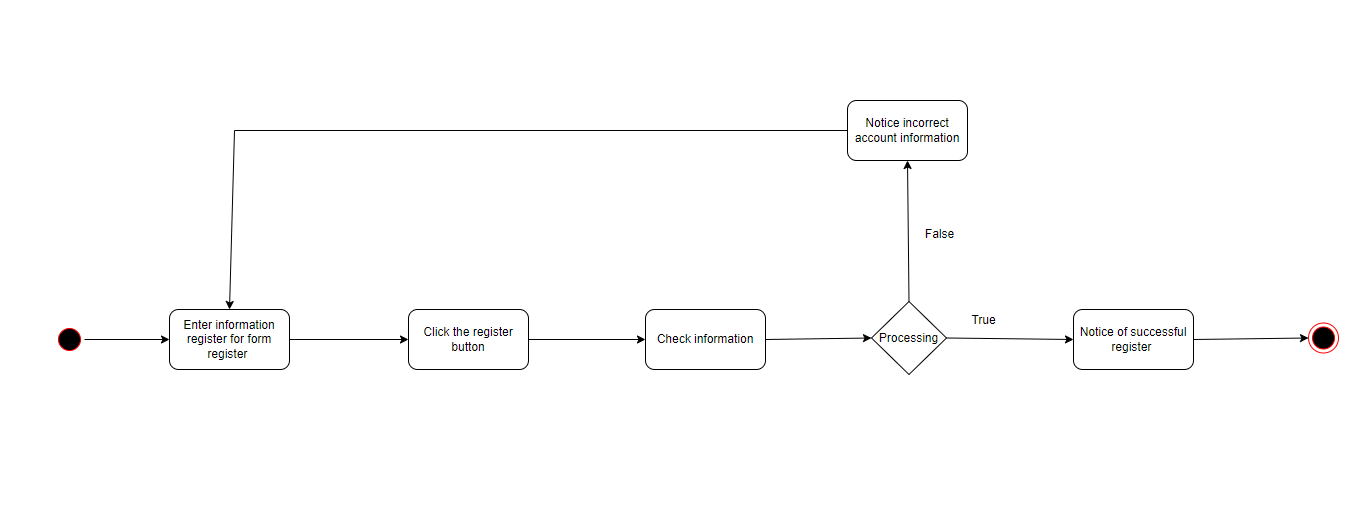 Notice incorrect
account information
False
Enter information
register for form
register
Click the register
button
Check information
Processing
True
Notice of successful
register